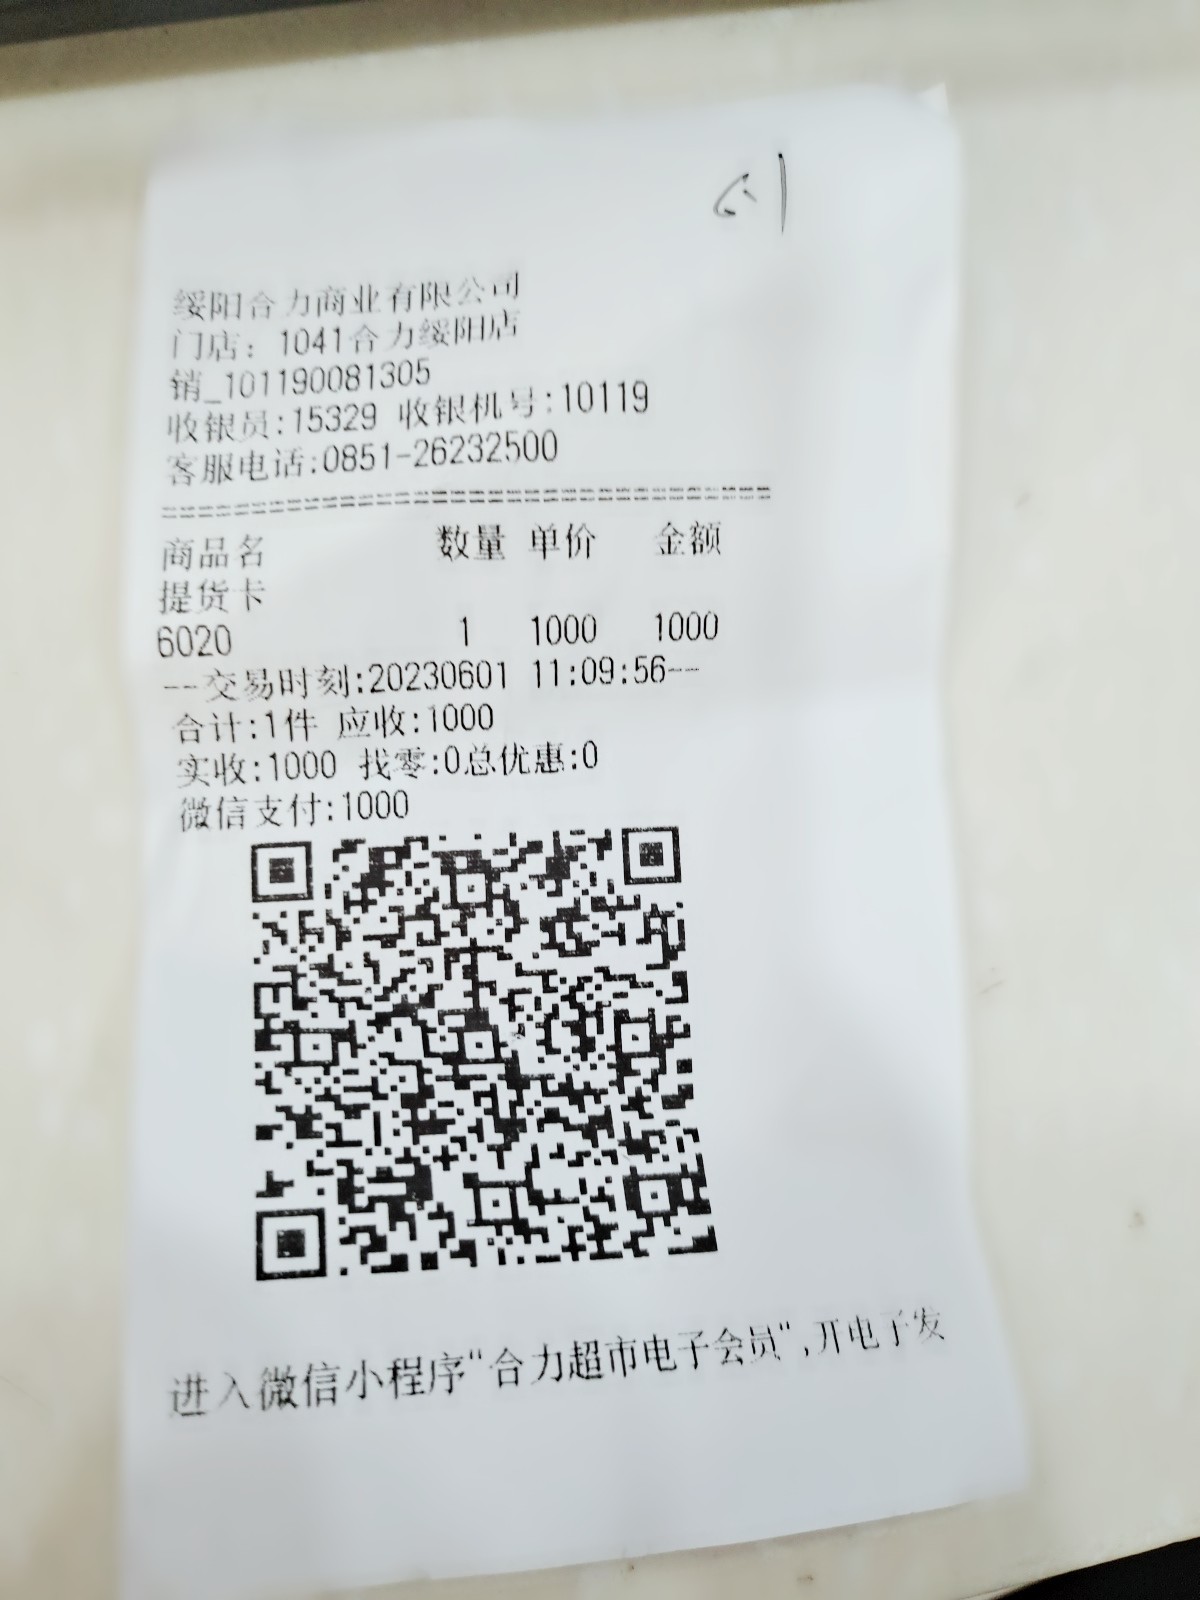 绥阳合力商业有限公司
门店：1041合力绥阳店
销_101190081305
收银员:15329 收银机号:10119
客服电话:0851-26232500
商品名 数量 单价 金额
提货卡
6020 1 1000 1000
--交易时刻:20230601 11:09:56--
合计:1件 应收:1000
实收:1000 找零:0总优惠:0
微信支付:1000
进入微信小程序"合力超市电子会员",开电子发